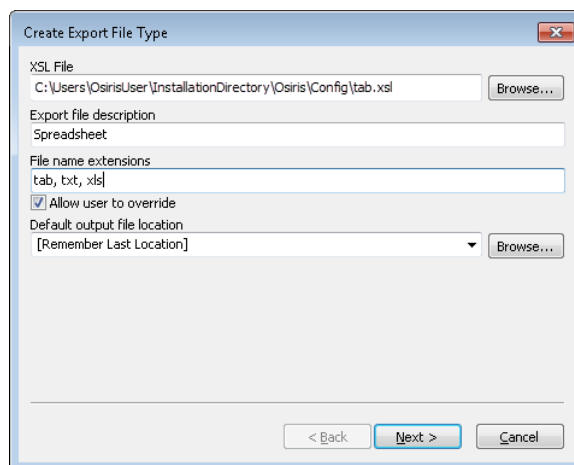 Create Export File Type
XSL File
C:\Users\OsirisUser\InstallationDirectory\Osiris\Config\tab.xsl
Browse...
Export file description
Spreadsheet
File name extensions
tab, txt, xls
Allow user to override
Default output file location
[Remember Last Location]
Browse...
< Back
Next >
Cancel